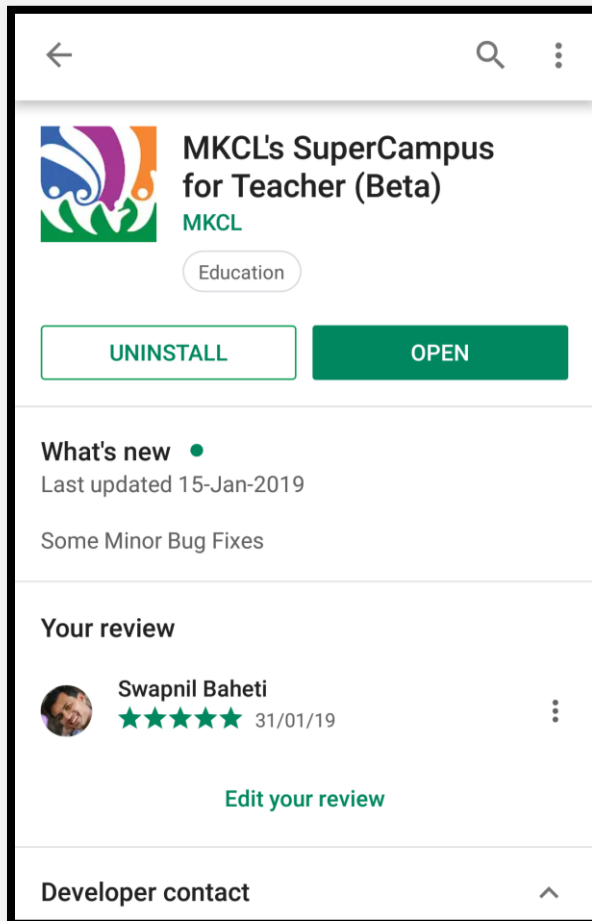 MKCL's SuperCampus
for Teacher (Beta)
MKCL
Education
UNINSTALL
OPEN
What's new
Last updated 15-Jan-2019
Some Minor Bug Fixes
Your review
Swapnil Baheti
31/01/19
Edit your review
Developer contact